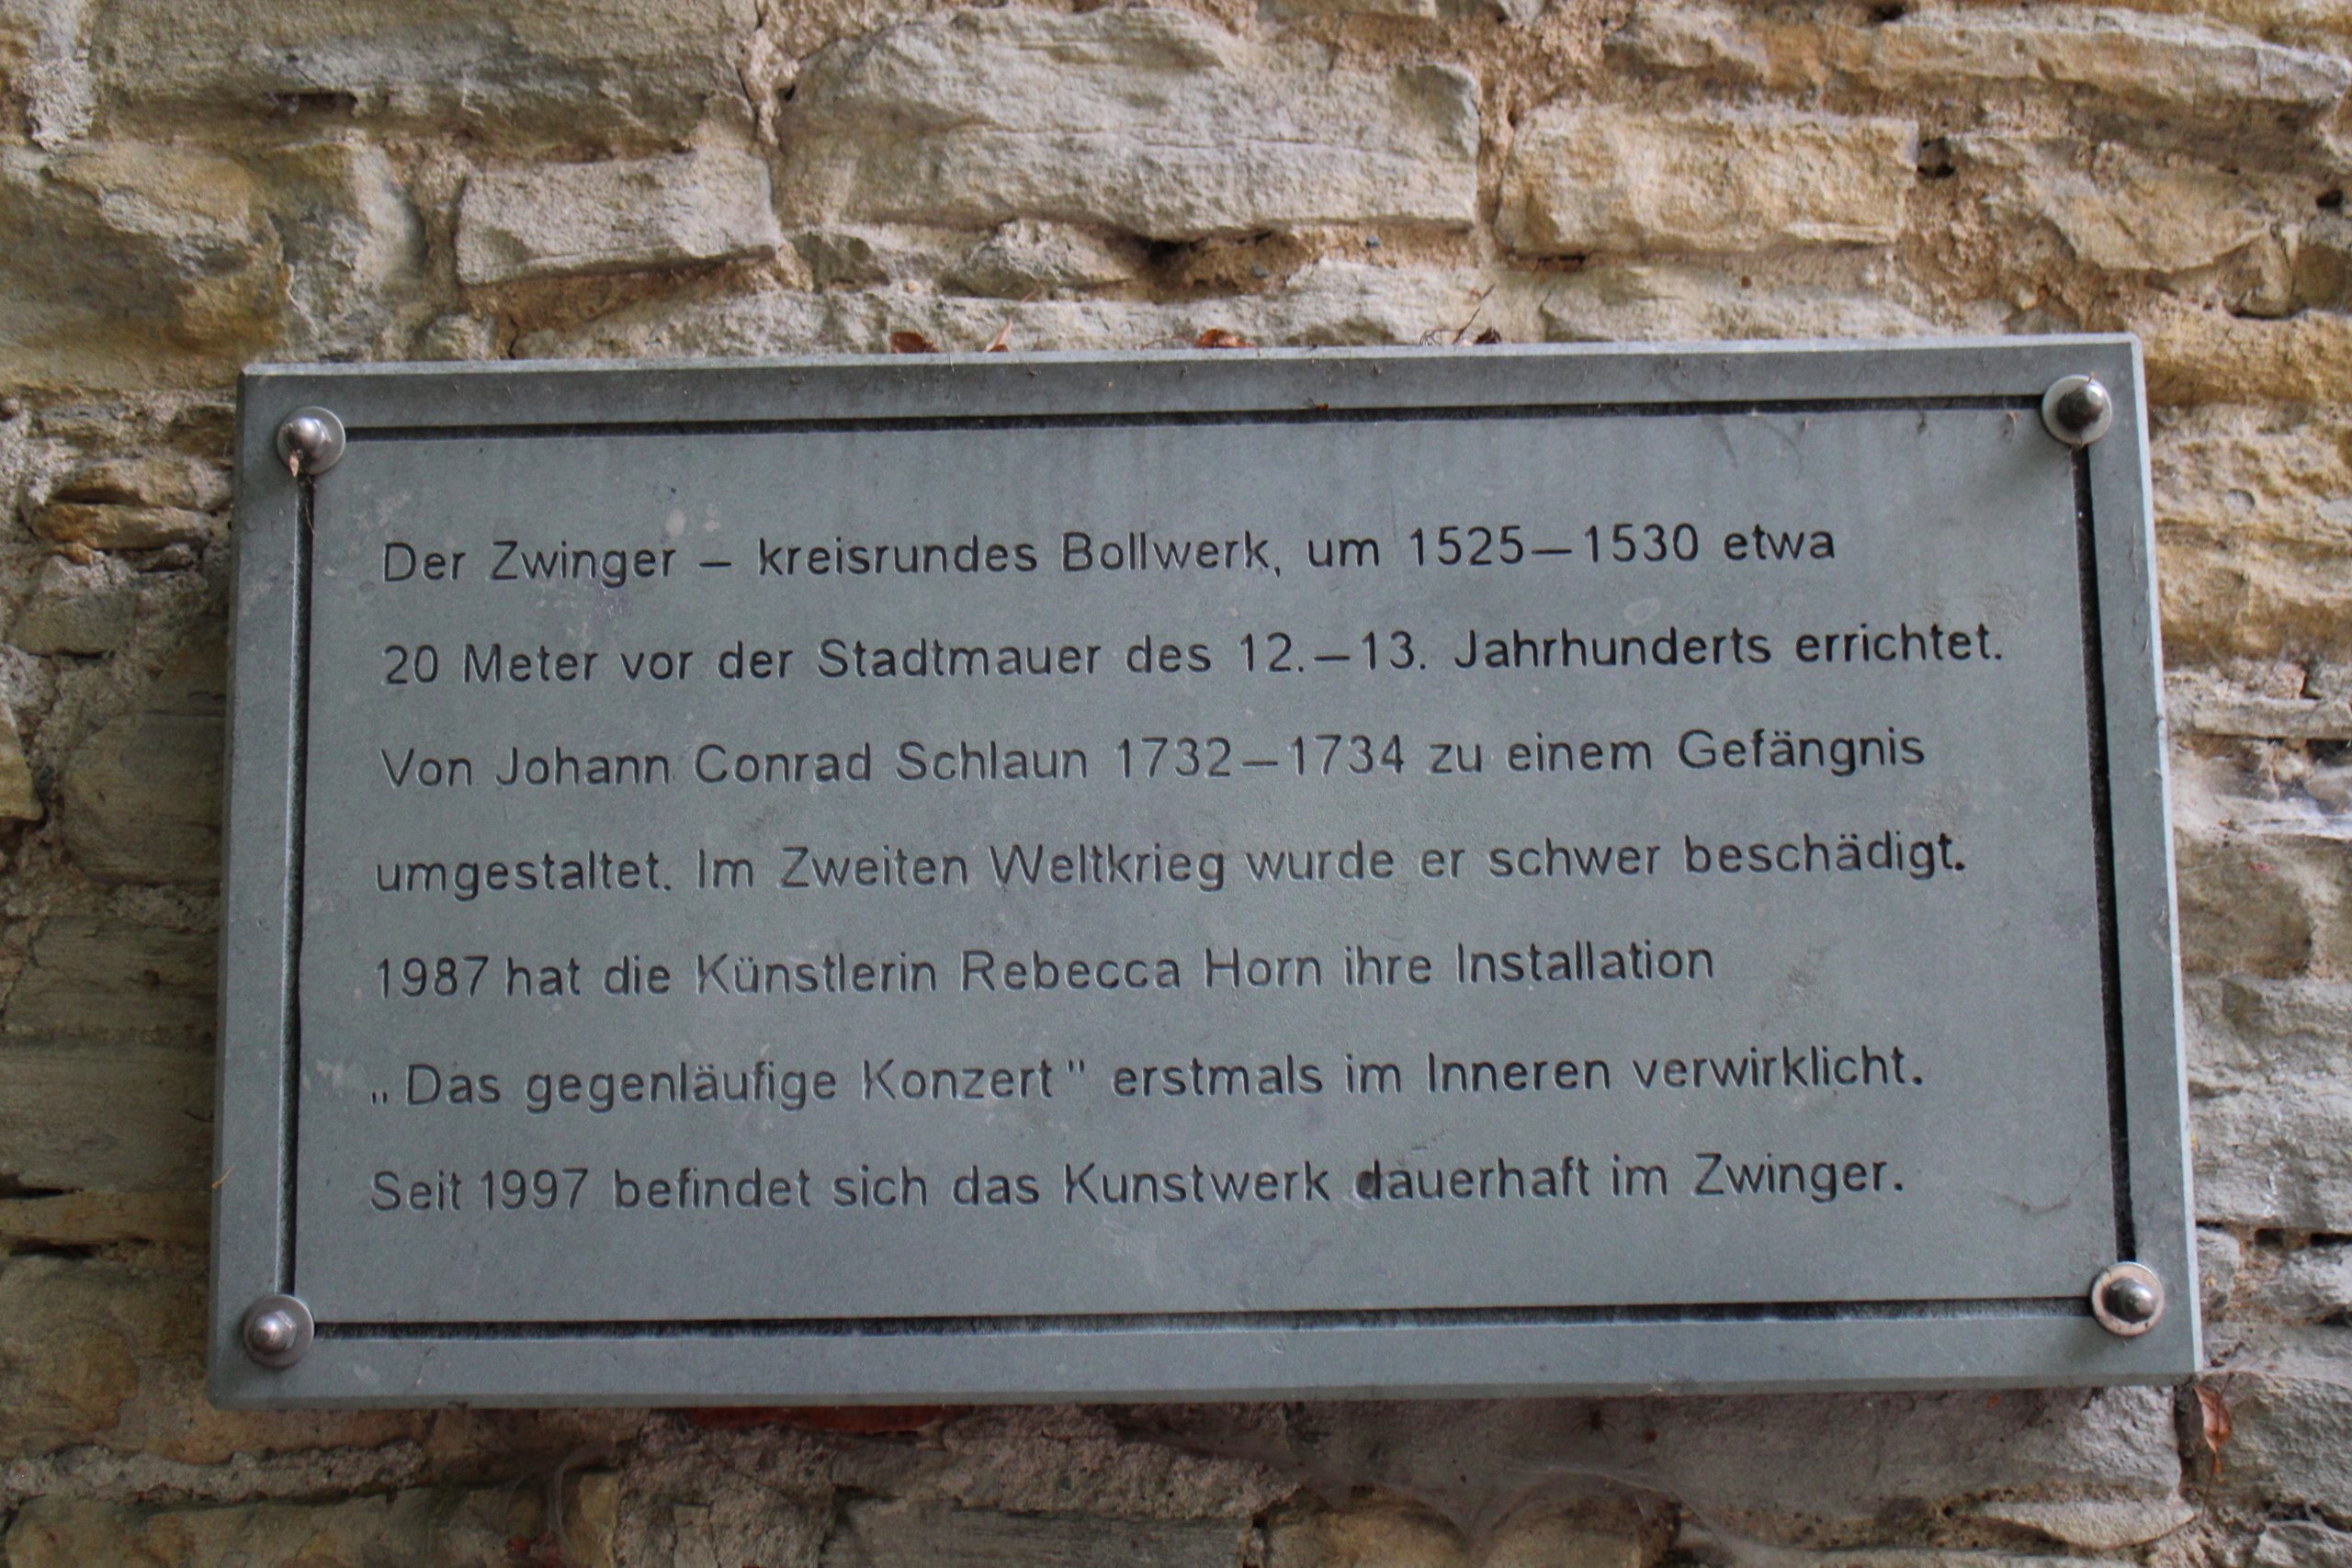 Der Zwinger – kreisrundes Bollwerk, um 1525–1530 etwa
20 Meter vor der Stadtmauer des 12.–13. Jahrhunderts errichtet.
Von Johann Conrad Schlaun 1732–1734 zu einem Gefängnis
umgestaltet. Im Zweiten Weltkrieg wurde er schwer beschädigt.
1987 hat die Künstlerin Rebecca Horn ihre Installation
„Das gegenläufige Konzert" erstmals im Inneren verwirklicht.
Seit 1997 befindet sich das Kunstwerk dauerhaft im Zwinger.